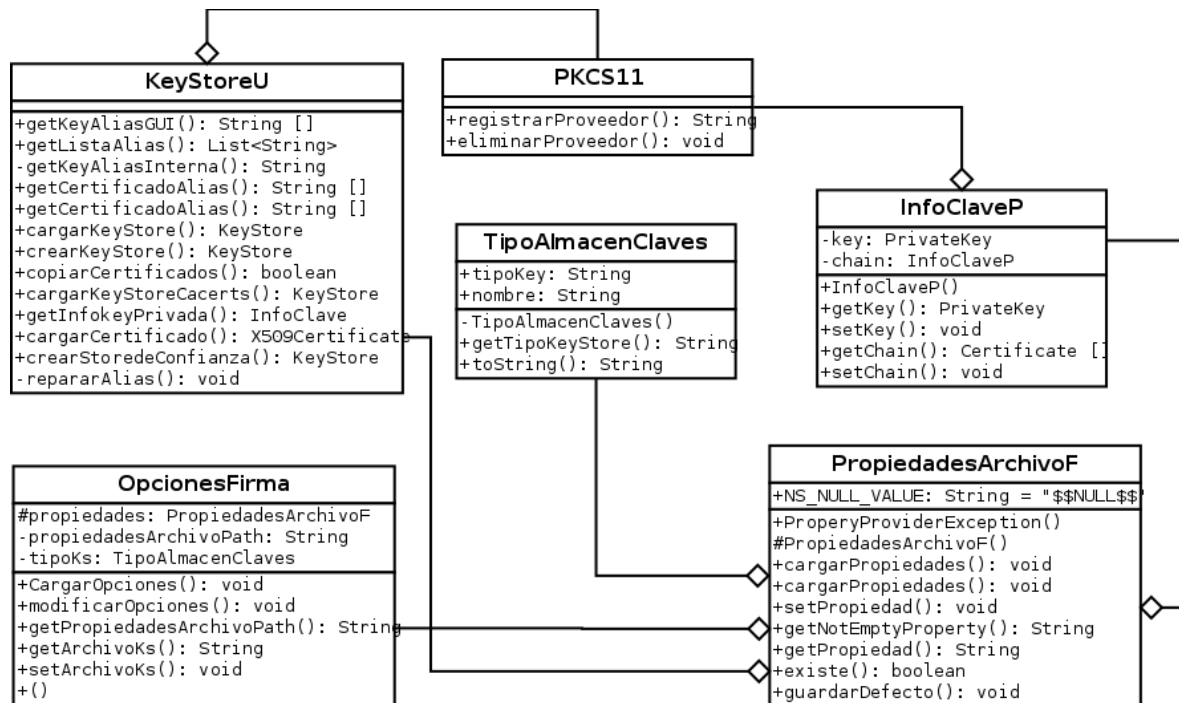 KeyStoreU
+getKeyAliasGUI(): String []
+getListaAlias(): List<String>
-getKeyAliasInterna(): String
+getCertificadoAlias(): String []
+getCertificadoAlias(): String []
+cargarKeyStore(): KeyStore
+crearKeyStore(): KeyStore
+copiarCertificados(): boolean
+cargarKeyStoreCacerts(): KeyStore
+getInfokeyPrivada(): InfoClave
+cargarCertificado(): X509Certificate
+crearStoredeConfianza(): KeyStore
-repararAlias(): void
PKCS11
+registrarProveedor(): String
+eliminarProveedor(): void
InfoClaveP
-key: PrivateKey
-chain: InfoClaveP
+InfoClaveP()
+getKey(): PrivateKey
+setKey(): void
+getChain(): Certificate []
+setChain(): void
TipoAlmacenClaves
+tipoKey: String
+nombre: String
-TipoAlmacenClaves()
+getTipoKeyStore(): String
+toString(): String
OpcionesFirma
#propiedades: PropiedadesArchivoF
-propiedadesArchivoPath: String
-tipoKs: TipoAlmacenClaves
+CargarOpciones(): void
+modificarOpciones(): void
+getPropiedadesArchivoPath(): String
+getArchivoKs(): String
+setArchivoKs(): void
+()
PropiedadesArchivoF
+NS_NULL_VALUE: String = "$$NULL$$"
+ProperyProviderException()
#PropiedadesArchivoF()
+cargarPropiedades(): void
+cargarPropiedades(): void
+setPropiedad(): void
+getNotEmptyProperty(): String
+getPropiedad(): String
+existe(): boolean
+guardarDefecto(): void